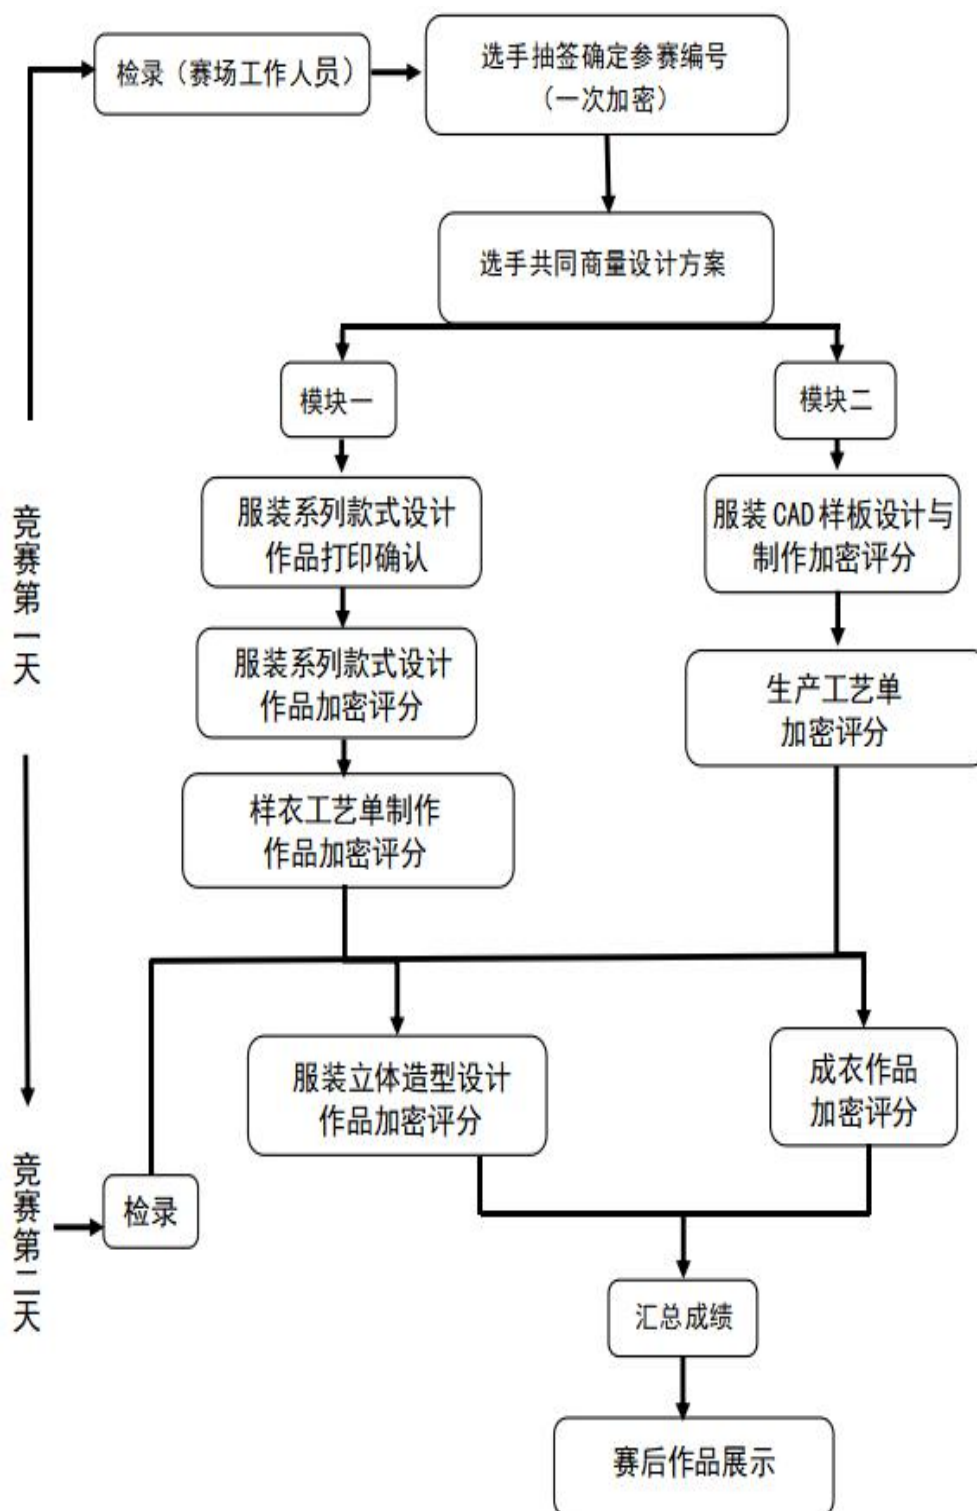 检录（赛场工作人员）
选手抽签确定参赛编号
（一次加密）
选手共同商量设计方案
模块一
模块二
竞赛第一天
服装系列款式设计
作品打印确认
服装CAD样板设计与
制作加密评分
服装系列款式设计
作品加密评分
生产工艺单
加密评分
样衣工艺单制作
作品加密评分
服装立体造型设计
作品加密评分
成衣作品
加密评分
竞赛第二天
检录
汇总成绩
赛后作品展示